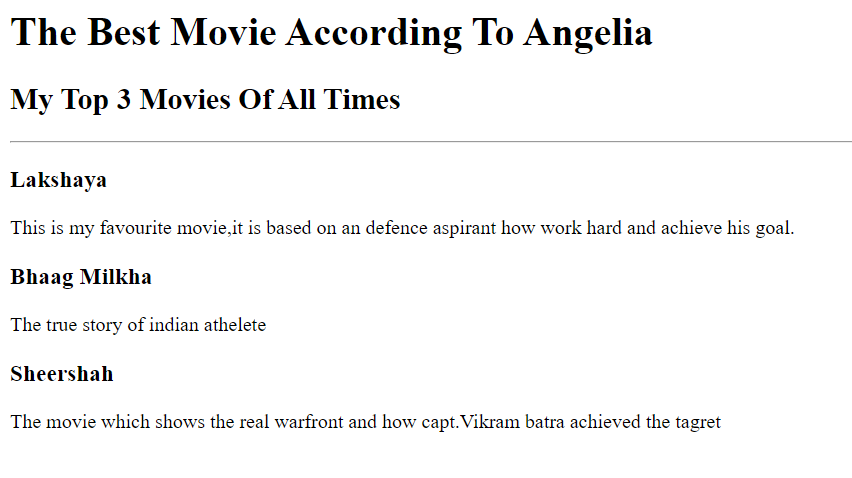 The Best Movie According To Angelia
My Top 3 Movies Of All Times
Lakshaya
This is my favourite movie,it is based on an defence aspirant how work hard and achieve his goal.
Bhaag Milkha
The true story of indian athelete
Sheershah
The movie which shows the real warfront and how capt.Vikram batra achieved the tagret